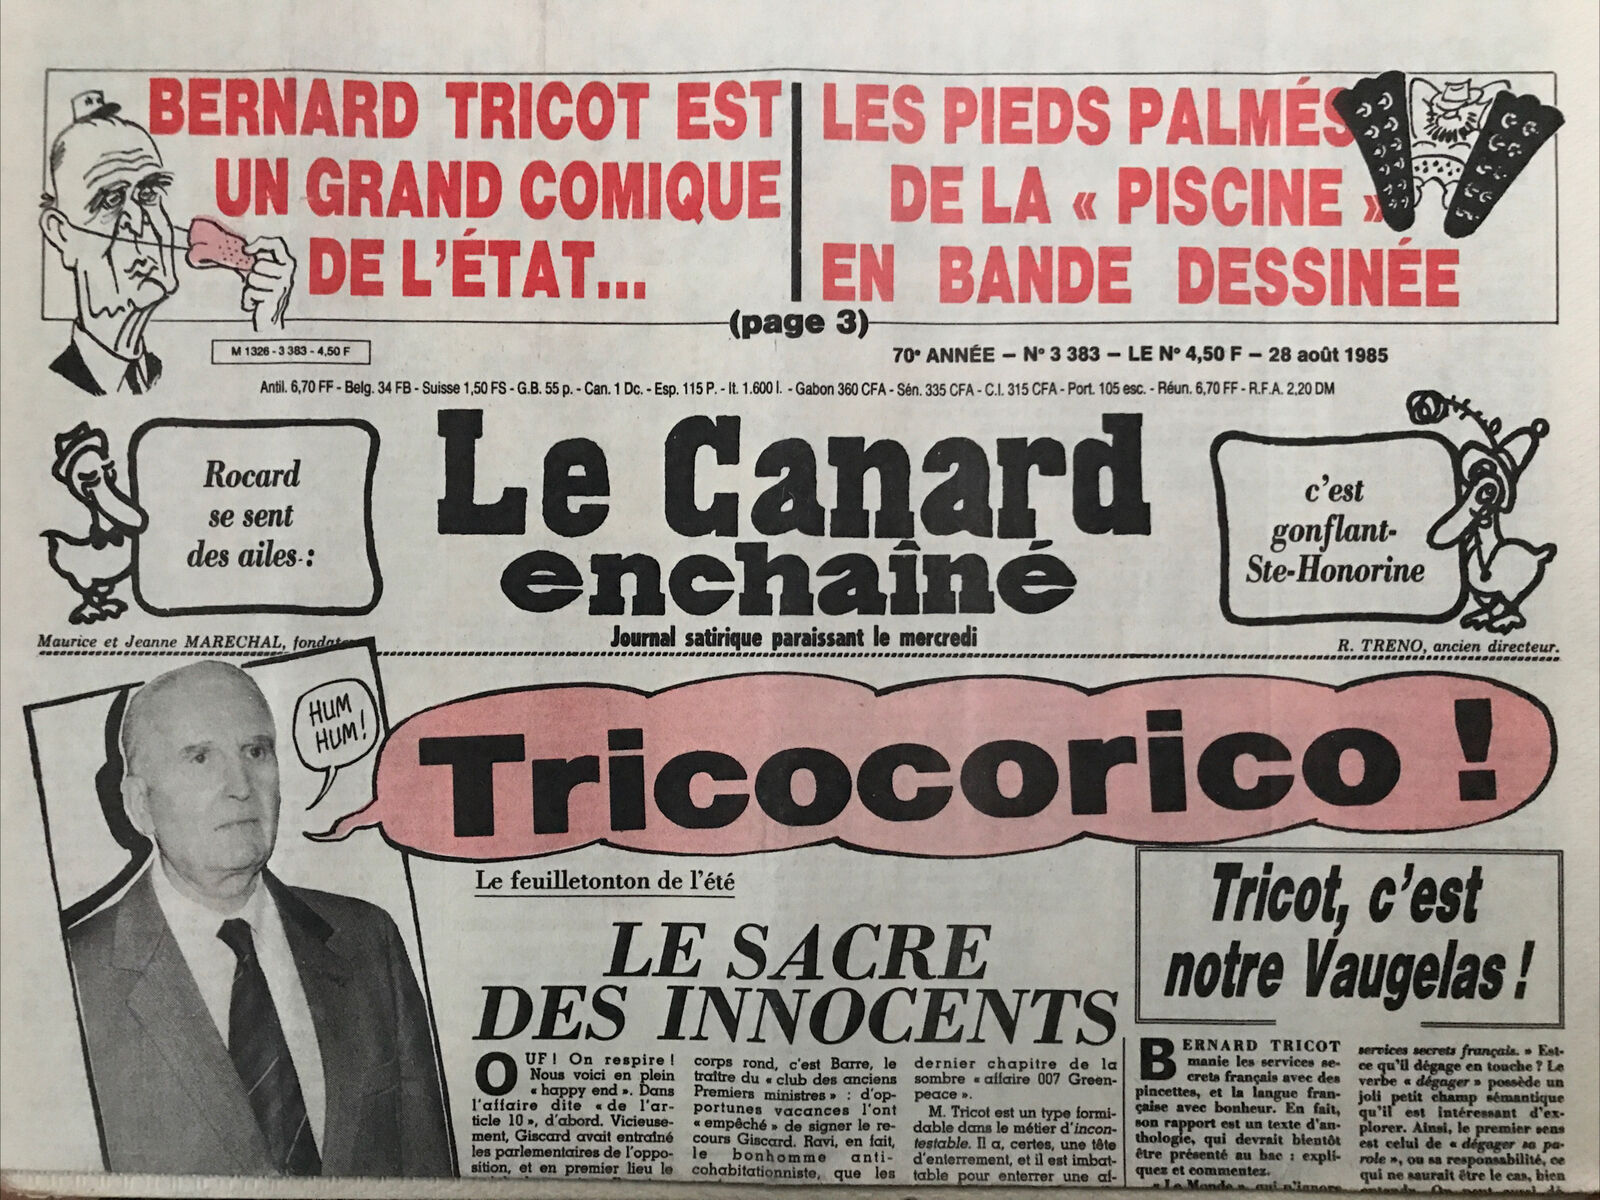 BERNARD TRICOT EST
UN GRAND COMIQUE
DE L'ÉTAT...
LES PIEDS PALMÉS
DE LA « PISCINE »
EN BANDE DESSINÉE
(page 3)
M 1326 - 3 383 - 4,50 F
70e ANNÉE – N° 3 383 – LE N° 4,50 F – 28 août 1985
Antil. 6,70 FF - Belg. 34 FB - Suisse 1,50 FS - G.B. 55 p. - Can. 1 Dc. - Esp. 115 P. - It. 1.600 l. - Gabon 360 CFA - Sén. 335 CFA - C.I. 315 CFA - Port. 105 esc. - Réun. 6,70 FF - R.F.A. 2,20 DM
Rocard
se sent
des ailes :
Le Canard
enchaîné
Journal satirique paraissant le mercredi
c'est
gonflant-
Ste-Honorine
Maurice et Jeanne MARECHAL, fondate
R. TRENO, ancien directeur.
HUM
HUM!
Tricocorico !
Le feuilletonton de l'été
LE SACRE
DES INNOCENTS
OUF ! On respire !
Nous voici en plein
« happy end ». Dans
l'affaire dite « de l'ar-
ticle 10 », d'abord. Vicieuse-
ment, Giscard avait entraîné
les parlementaires de l'oppo-
sition, et en premier lieu le
corps rond, c'est Barre, le
traître du « club des anciens
Premiers ministres » : d'op-
portunes vacances l'ont
« empêché » de signer le re-
cours Giscard. Ravi, en fait,
le bonhomme anti-
cohabitationniste, que les
dernier chapitre de la
sombre « affaire 007 Green-
peace ».
M. Tricot est un type formi-
dable dans le métier d'incon-
testable. Il a, certes, une tête
d'enterrement, et il est imbat-
table pour enterrer une af-
Tricot, c'est
notre Vaugelas !
BERNARD TRICOT
manie les services se-
crets français avec des
pincettes, et la langue fran-
çaise avec bonheur. En fait,
son rapport est un texte d'an-
thologie, qui devrait bientôt
être présenté au bac : expli-
quez et commentez.
« Le Monde », qui n'ignore
services secrets français. » Est-
ce qu'il dégage en touche ? Le
verbe « dégager » possède un
joli petit champ sémantique
qu'il est intéressant d'ex-
plorer. Ainsi, le premier sens
est celui de « dégager sa pa-
role », ou sa responsabilité, ce
qui ne saurait être le cas, bien